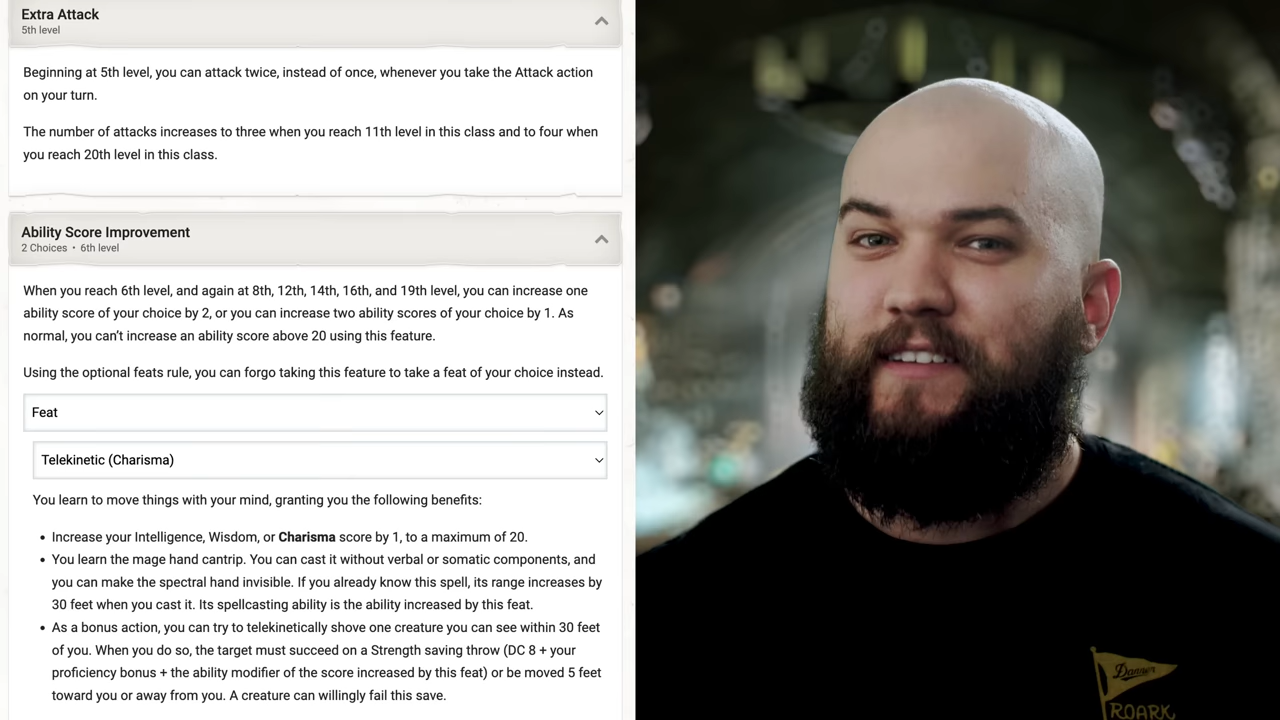 Extra Attack
5th level
Beginning at 5th level, you can attack twice, instead of once, whenever you take the Attack action
on your turn.
The number of attacks increases to three when you reach 11th level in this class and to four when
you reach 20th level in this class.
Ability Score Improvement
2 Choices • 6th level
When you reach 6th level, and again at 8th, 12th, 14th, 16th, and 19th level, you can increase one
ability score of your choice by 2, or you can increase two ability scores of your choice by 1. As
normal, you can’t increase an ability score above 20 using this feature.
Using the optional feats rule, you can forgo taking this feature to take a feat of your choice instead.
Feat
Telekinetic (Charisma)
You learn to move things with your mind, granting you the following benefits:
• Increase your Intelligence, Wisdom, or Charisma score by 1, to a maximum of 20.
• You learn the mage hand cantrip. You can cast it without verbal or somatic components, and
you can make the spectral hand invisible. If you already know this spell, its range increases by
30 feet when you cast it. Its spellcasting ability is the ability increased by this feat.
• As a bonus action, you can try to telekinetically shove one creature you can see within 30 feet
of you. When you do so, the target must succeed on a Strength saving throw (DC 8 + your
proficiency bonus + the ability modifier of the score increased by this feat) or be moved 5 feet
toward you or away from you. A creature can willingly fail this save.
Danner
ROARK